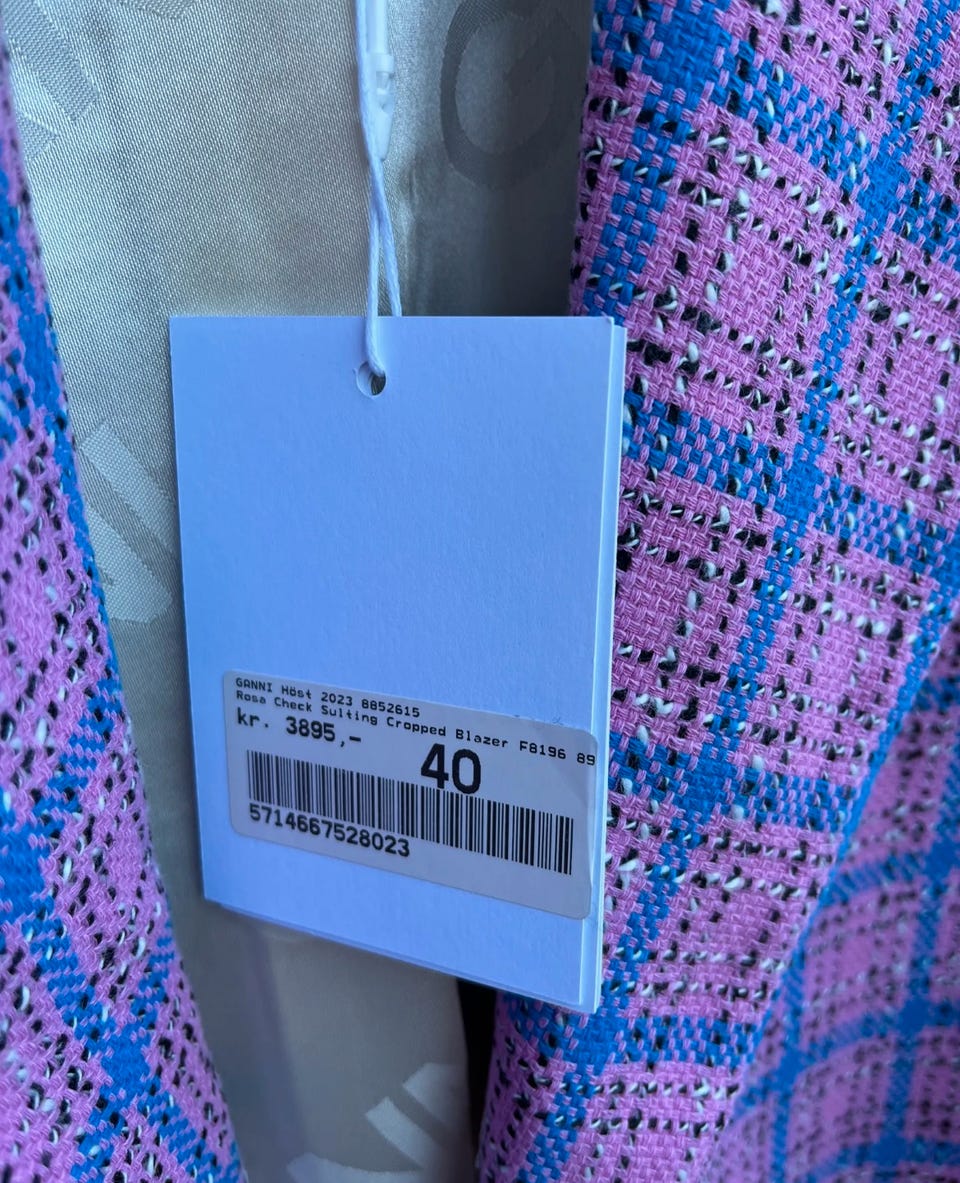 GANNI Höst 2023 8852615
Rosa Check Suiting Cropped Blazer F8196 89
kr. 3895,-
40
5714667528023